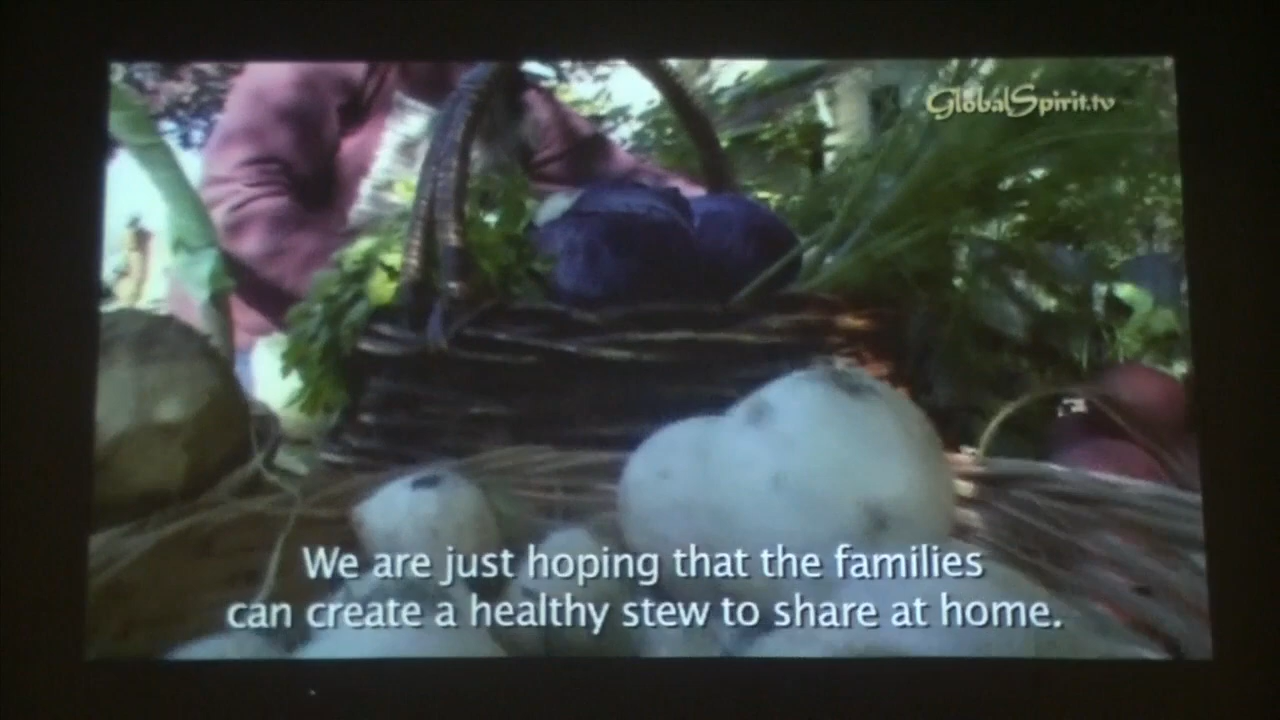 GlobalSpirit.tv
We are just hoping that the families
can create a healthy stew to share at home.